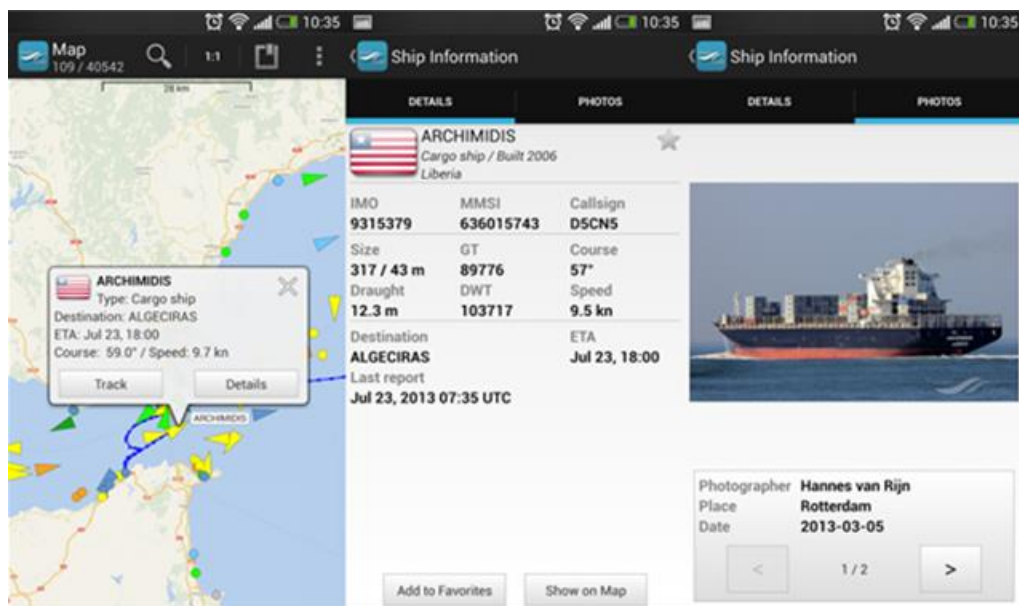 10:35
Map
109 / 40542
1:1
28 km
ARCHIMIDIS
Type: Cargo ship
Destination: ALGECIRAS
ETA: Jul 23, 18:00
Course: 59.0° / Speed: 9.7 kn
Track Details
ARCHIMIDIS
10:35
Ship Information
DETAILS PHOTOS
ARCHIMIDIS
Cargo ship / Built 2006
Liberia
IMO MMSI Callsign
9315379 636015743 D5CN5
Size GT Course
317 / 43 m 89776 57°
Draught DWT Speed
12.3 m 103717 9.5 kn
Destination ETA
ALGECIRAS Jul 23, 18:00
Last report
Jul 23, 2013 07:35 UTC
Add to Favorites Show on Map
10:35
Ship Information
DETAILS PHOTOS
Photographer Hannes van Rijn
Place Rotterdam
Date 2013-03-05
< 1 / 2 >